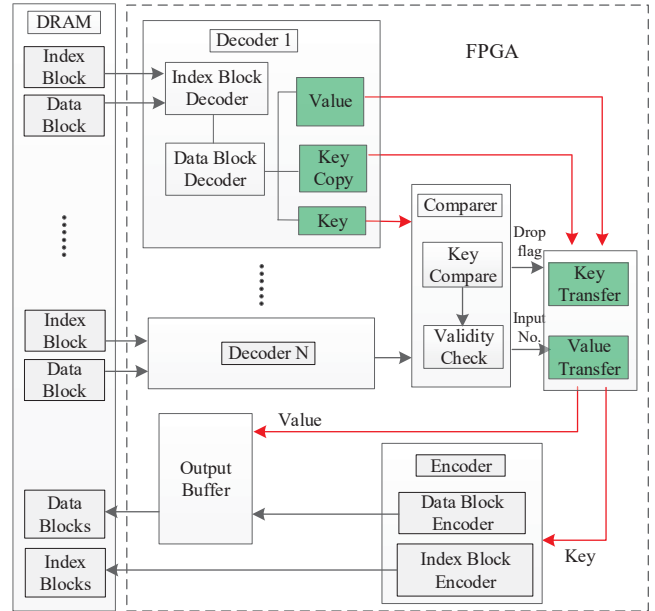 DRAM
Decoder 1
FPGA
Index
Block
Data
Block
Index Block
Decoder
Data Block
Decoder
Value
Key
Copy
Key
Comparer
Key
Compare
Validity
Check
Drop
flag
Input
No.
Key
Transfer
Value
Transfer
Index
Block
Data
Block
Decoder N
Value
Output
Buffer
Encoder
Data Block
Encoder
Index Block
Encoder
Key
Data
Blocks
Index
Blocks